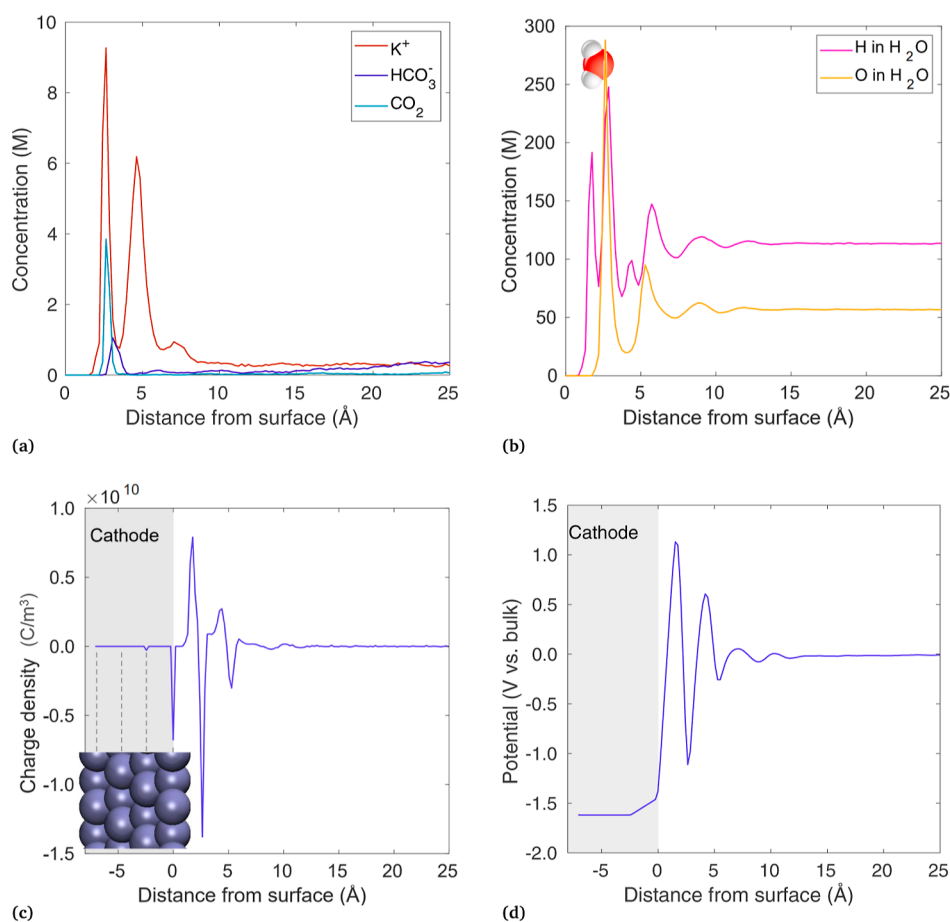 10
8
6
4
2
0
Concentration (M)
K+
HCO3-
CO2
0 5 10 15 20 25
Distance from surface (Å)
(a)
300
250
200
150
100
50
0
Concentration (M)
H in H2O
O in H2O
0 5 10 15 20 25
Distance from surface (Å)
(b)
×10 10
1.0
0.5
0.0
-0.5
-1.0
-1.5
Charge density (C/m3)
Cathode
-5 0 5 10 15 20 25
Distance from surface (Å)
(c)
1.5
1.0
0.5
0.0
-0.5
-1.0
-1.5
-2.0
Potential (V vs. bulk)
Cathode
-5 0 5 10 15 20 25
Distance from surface (Å)
(d)